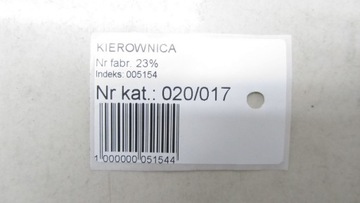 KIEROWNICA
Nr fabr. 23%
Indeks: 005154
Nr kat.: 020/017
1 000000 051544